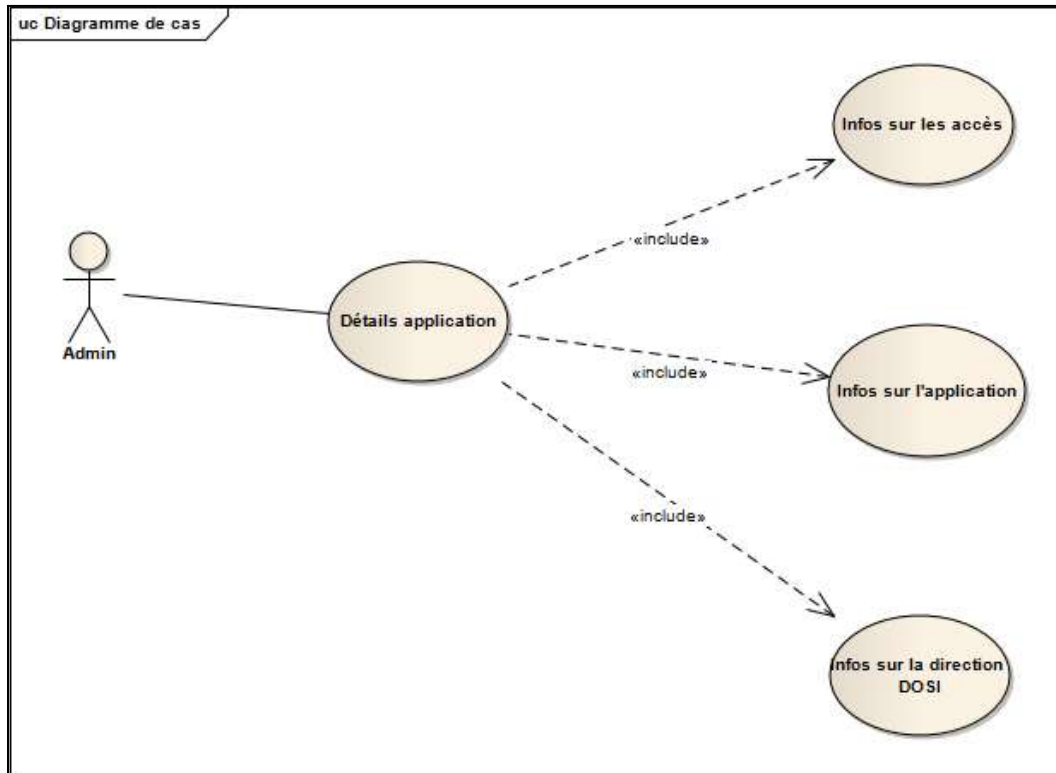 uc Diagramme de cas
Infos sur les accès
«include»
Admin
Détails application
«include»
Infos sur l'application
«include»
Infos sur la direction
DOSI